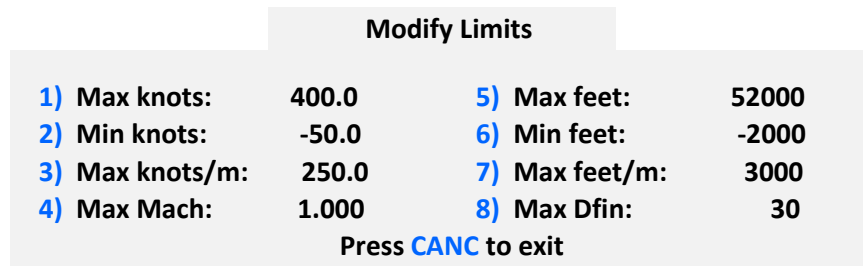 Modify Limits
1) Max knots: 400.0 5) Max feet: 52000
2) Min knots: -50.0 6) Min feet: -2000
3) Max knots/m: 250.0 7) Max feet/m: 3000
4) Max Mach: 1.000 8) Max Dfin: 30
Press CANC to exit